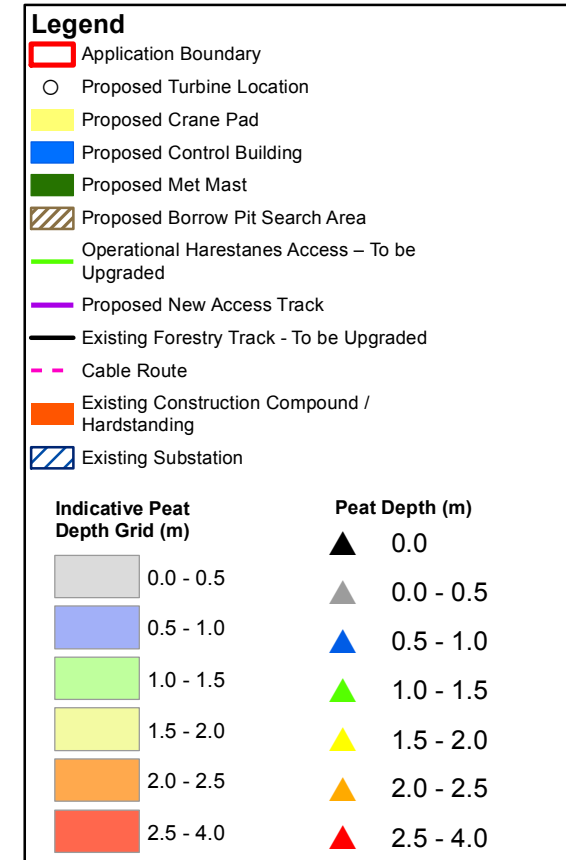 Legend
Application Boundary
Proposed Turbine Location
Proposed Crane Pad
Proposed Control Building
Proposed Met Mast
Proposed Borrow Pit Search Area
Operational Harestanes Access – To be
Upgraded
Proposed New Access Track
Existing Forestry Track - To be Upgraded
Cable Route
Existing Construction Compound /
Hardstanding
Existing Substation
Indicative Peat
Depth Grid (m)
0.0 - 0.5
0.5 - 1.0
1.0 - 1.5
1.5 - 2.0
2.0 - 2.5
2.5 - 4.0
Peat Depth (m)
0.0
0.0 - 0.5
0.5 - 1.0
1.0 - 1.5
1.5 - 2.0
2.0 - 2.5
2.5 - 4.0